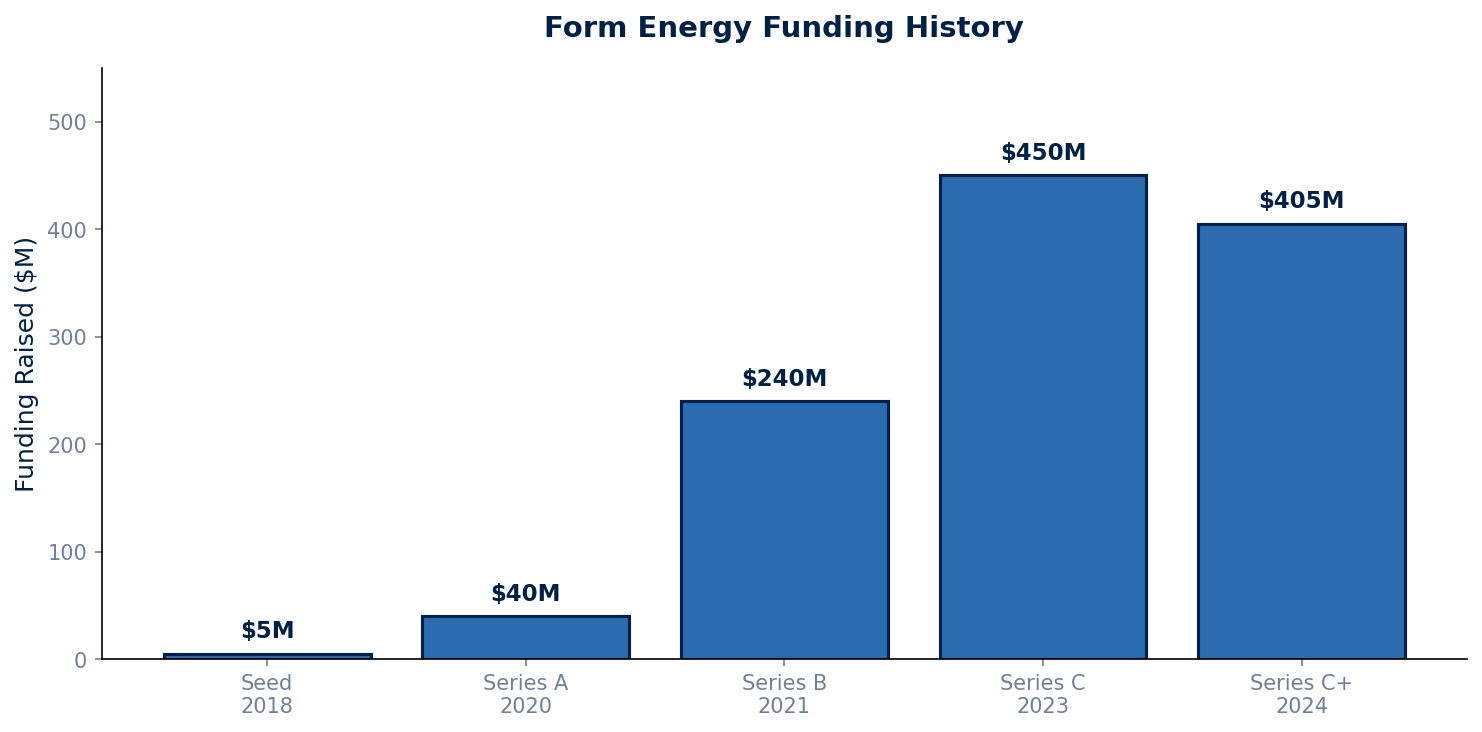 Form Energy Funding History
Funding Raised ($M)
500
400
300
200
100
0
$5M
$40M
$240M
$450M
$405M
Seed
2018
Series A
2020
Series B
2021
Series C
2023
Series C+
2024